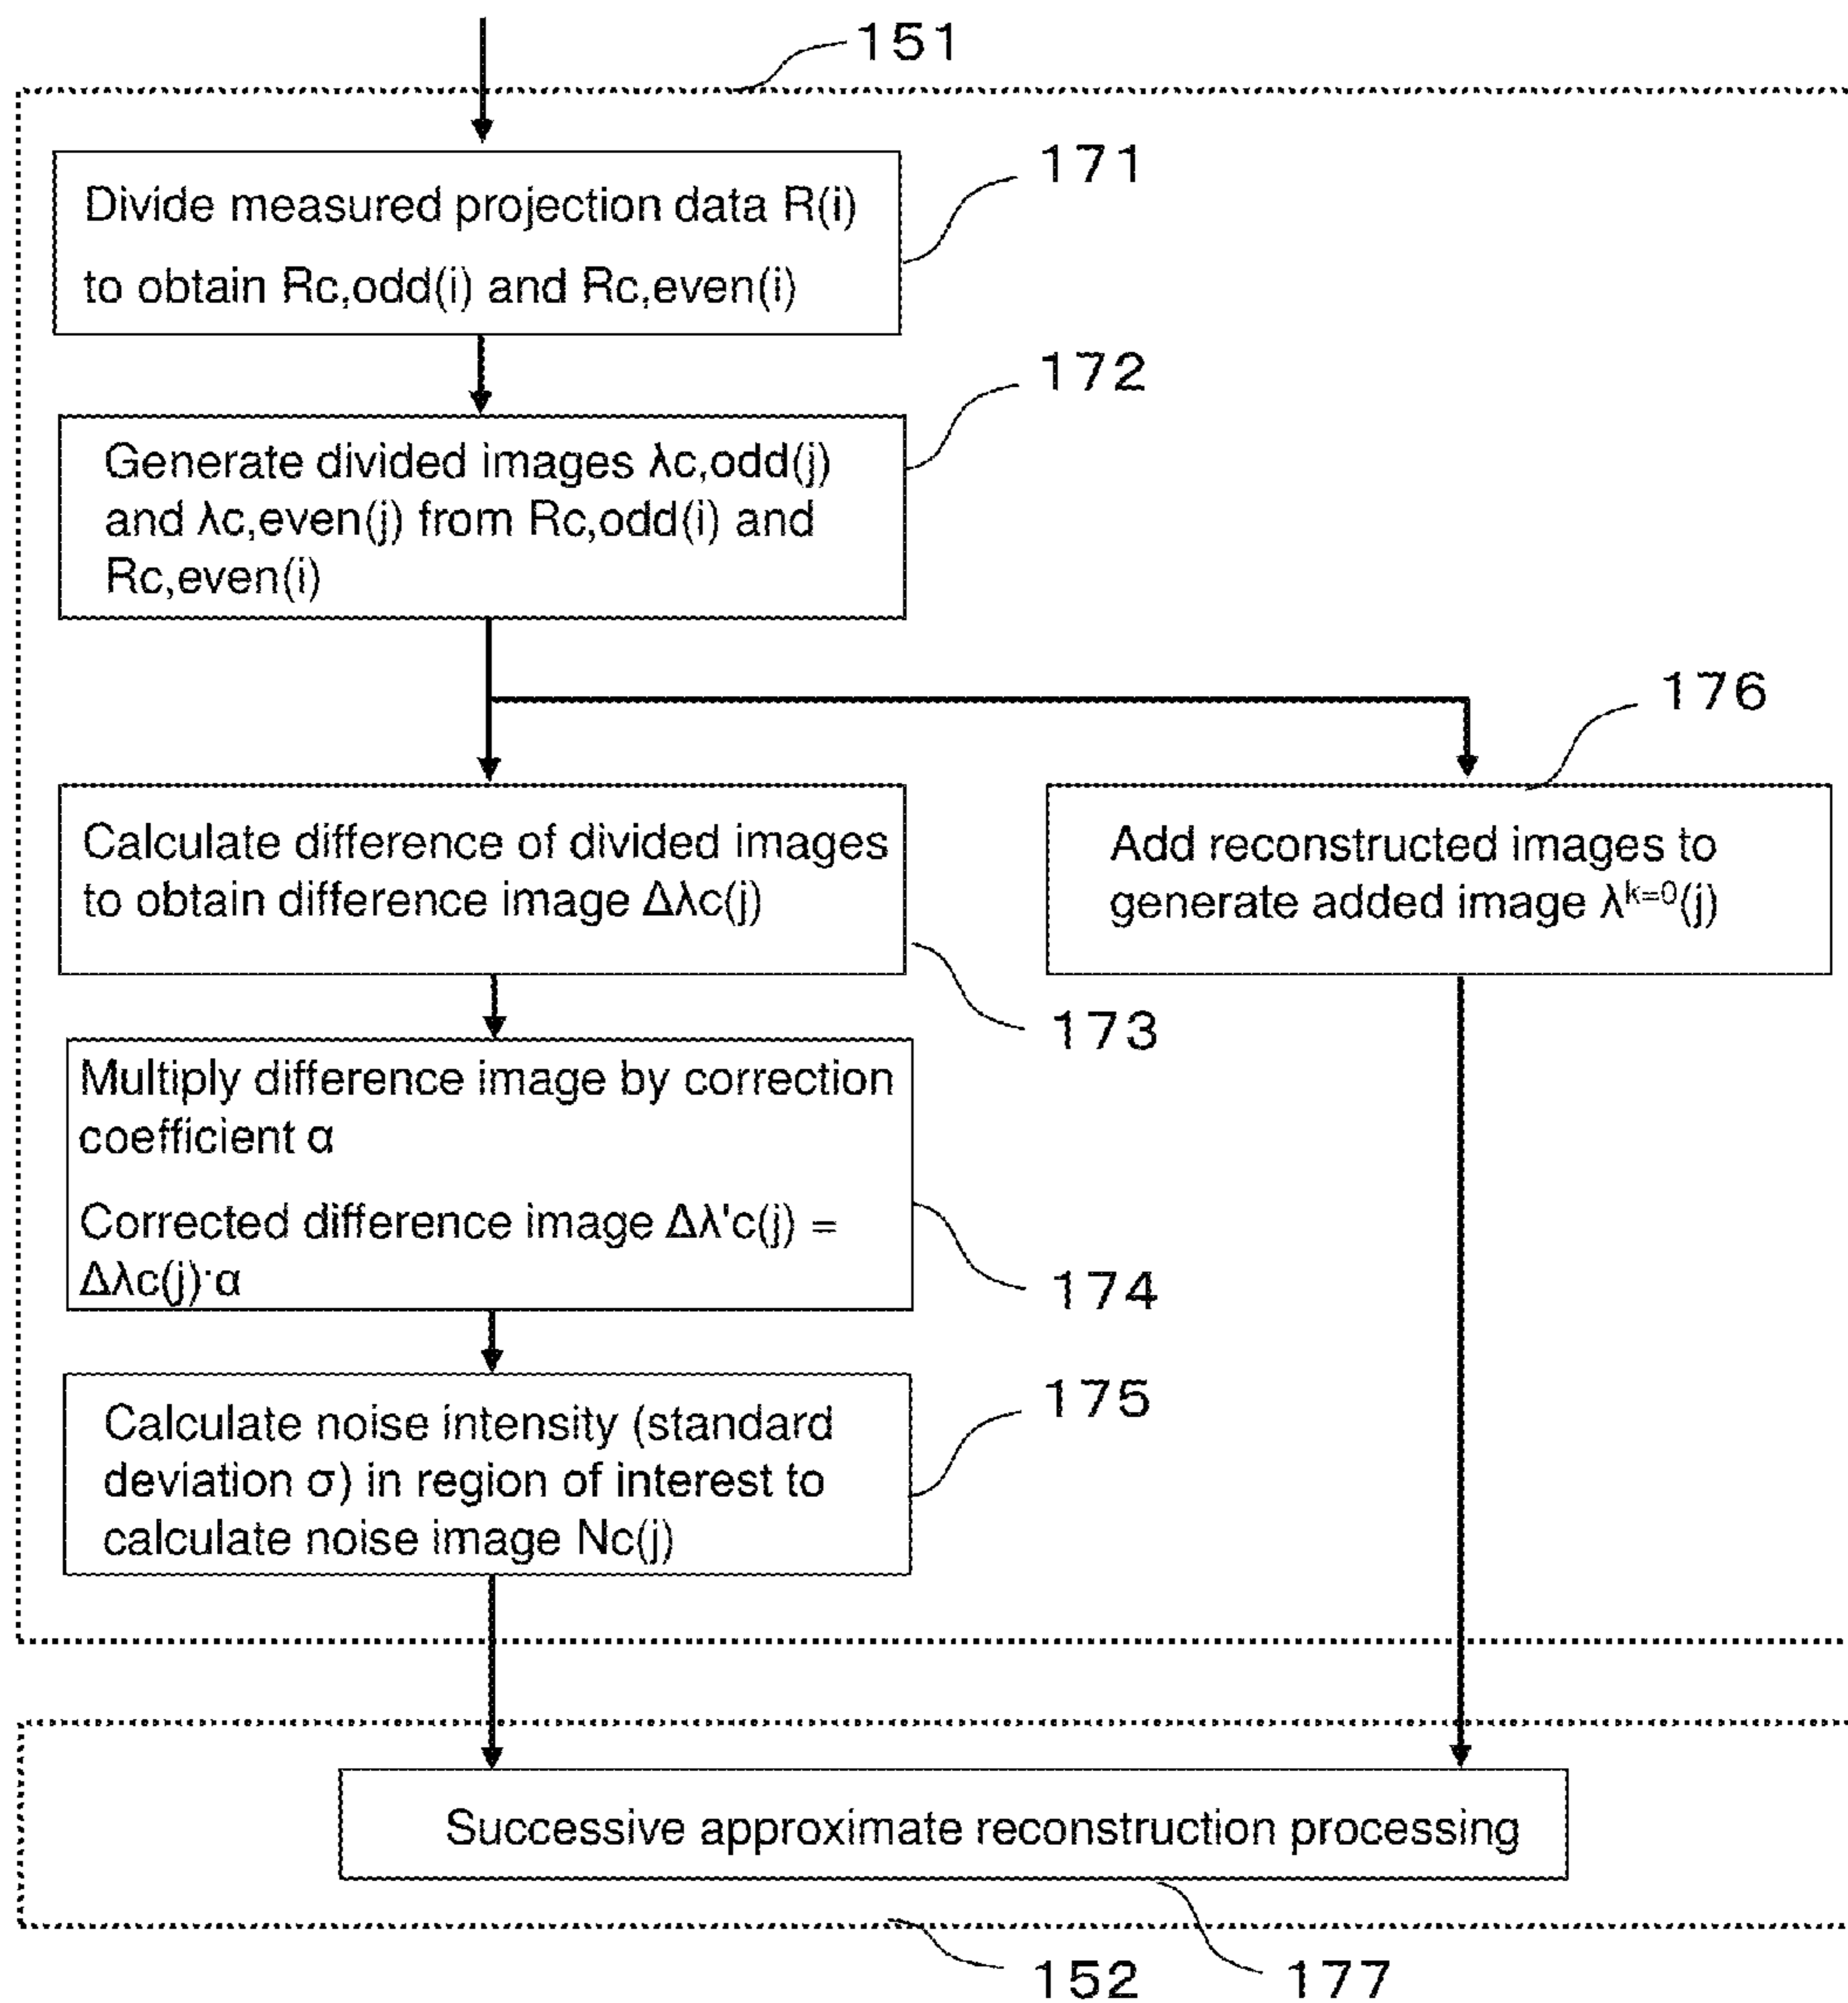 151
Divide measured projection data R(i)
to obtain Rc,odd(i) and Rc,even(i)
171
Generate divided images λc,odd(j)
and λc,even(j) from Rc,odd(i) and
Rc,even(i)
172
Calculate difference of divided images
to obtain difference image Δλc(j)
173
Add reconstructed images to
generate added image λᵏ⁼⁰(j)
176
Multiply difference image by correction
coefficient α
Corrected difference image Δλ'c(j) =
Δλc(j)·α
174
Calculate noise intensity (standard
deviation σ) in region of interest to
calculate noise image Nc(j)
175
Successive approximate reconstruction processing
152
177